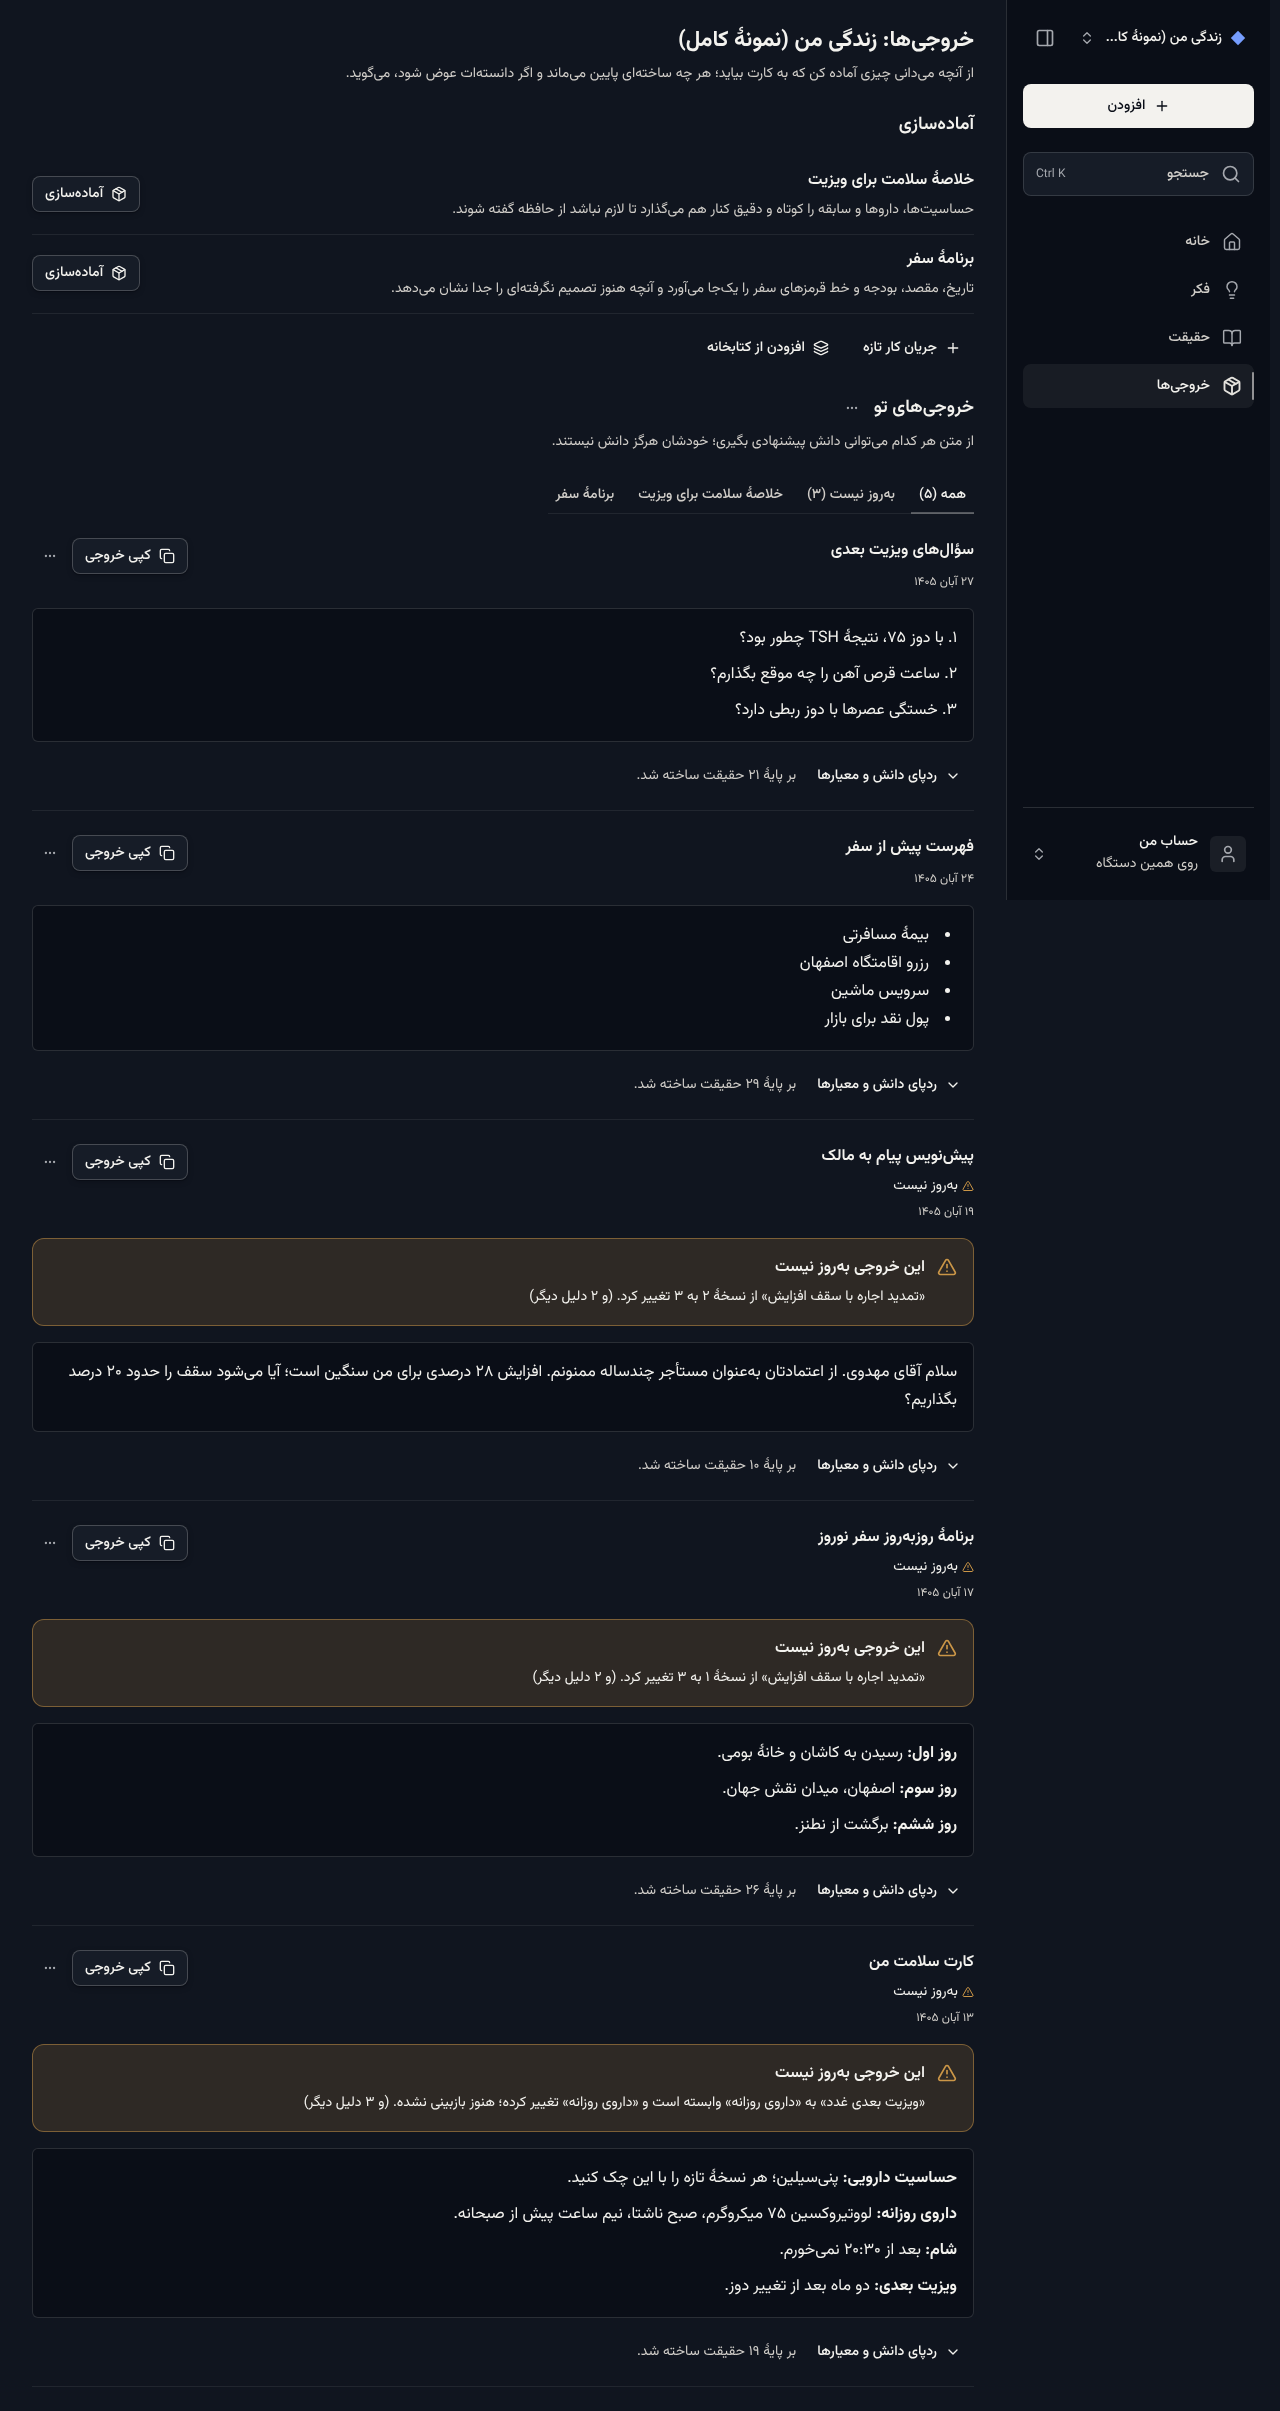 زندگی من (نمونهٔ کا...
افزودن
جستجو
Ctrl K
خانه
فکر
حقیقت
خروجی‌ها
حساب من
روی همین دستگاه
خروجی‌ها: زندگی من (نمونهٔ کامل)
از آنچه می‌دانی چیزی آماده کن که به کارت بیاید؛ هر چه ساخته‌ای پایین می‌ماند و اگر دانسته‌ات عوض شود، می‌گوید.
آماده‌سازی
خلاصهٔ سلامت برای ویزیت
حساسیت‌ها، داروها و سابقه را کوتاه و دقیق کنار هم می‌گذارد تا لازم نباشد از حافظه گفته شوند.
آماده‌سازی
برنامهٔ سفر
تاریخ، مقصد، بودجه و خط قرمزهای سفر را یک‌جا می‌آورد و آنچه هنوز تصمیم نگرفته‌ای را جدا نشان می‌دهد.
آماده‌سازی
جریان کار تازه
افزودن از کتابخانه
خروجی‌های تو
از متن هر کدام می‌توانی دانش پیشنهادی بگیری؛ خودشان هرگز دانش نیستند.
همه (۵)
به‌روز نیست (۳)
خلاصهٔ سلامت برای ویزیت
برنامهٔ سفر
سؤال‌های ویزیت بعدی
کپی خروجی
۲۷ آبان ۱۴۰۵
۱. با دوز ۷۵، نتیجهٔ TSH چطور بود؟
۲. ساعت قرص آهن را چه موقع بگذارم؟
۳. خستگی عصرها با دوز ربطی دارد؟
ردپای دانش و معیارها
بر پایهٔ ۲۱ حقیقت ساخته شد.
فهرست پیش از سفر
کپی خروجی
۲۴ آبان ۱۴۰۵
• بیمهٔ مسافرتی
• رزرو اقامتگاه اصفهان
• سرویس ماشین
• پول نقد برای بازار
ردپای دانش و معیارها
بر پایهٔ ۲۹ حقیقت ساخته شد.
پیش‌نویس پیام به مالک
کپی خروجی
به‌روز نیست
۱۹ آبان ۱۴۰۵
این خروجی به‌روز نیست
«تمدید اجاره با سقف افزایش» از نسخهٔ ۲ به ۳ تغییر کرد. (و ۲ دلیل دیگر)
سلام آقای مهدوی. از اعتمادتان به‌عنوان مستأجر چندساله ممنونم. افزایش ۲۸ درصدی برای من سنگین است؛ آیا می‌شود سقف را حدود ۲۰ درصد
بگذاریم؟
ردپای دانش و معیارها
بر پایهٔ ۱۰ حقیقت ساخته شد.
برنامهٔ روزبه‌روز سفر نوروز
کپی خروجی
به‌روز نیست
۱۷ آبان ۱۴۰۵
این خروجی به‌روز نیست
«تمدید اجاره با سقف افزایش» از نسخهٔ ۱ به ۳ تغییر کرد. (و ۲ دلیل دیگر)
روز اول: رسیدن به کاشان و خانهٔ بومی.
روز سوم: اصفهان، میدان نقش جهان.
روز ششم: برگشت از نطنز.
ردپای دانش و معیارها
بر پایهٔ ۲۶ حقیقت ساخته شد.
کارت سلامت من
کپی خروجی
به‌روز نیست
۱۳ آبان ۱۴۰۵
این خروجی به‌روز نیست
«ویزیت بعدی غدد» به «داروی روزانه» وابسته است و «داروی روزانه» تغییر کرده؛ هنوز بازبینی نشده. (و ۳ دلیل دیگر)
حساسیت دارویی: پنی‌سیلین؛ هر نسخهٔ تازه را با این چک کنید.
داروی روزانه: لووتیروکسین ۷۵ میکروگرم، صبح ناشتا، نیم ساعت پیش از صبحانه.
شام: بعد از ۲۰:۳۰ نمی‌خورم.
ویزیت بعدی: دو ماه بعد از تغییر دوز.
ردپای دانش و معیارها
بر پایهٔ ۱۹ حقیقت ساخته شد.